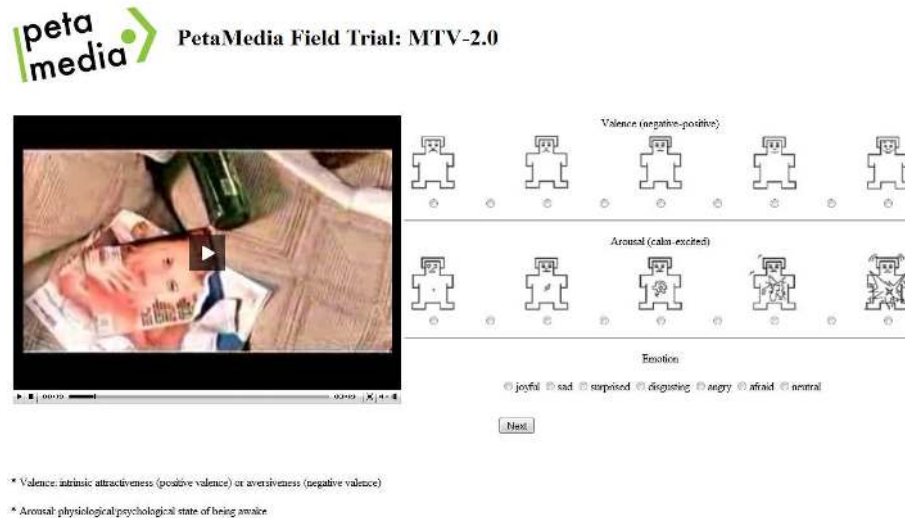 peta
media
PetaMedia Field Trial: MTV-2.0
Valence (negative-positive)
Arousal (calm-excited)
Emotion
joyful sad surprised disgusting angry afraid neutral
Next
* Valence: intrinsic attractiveness (positive valence) or aversiveness (negative valence)
* Arousal: physiological/psychological state of being awake